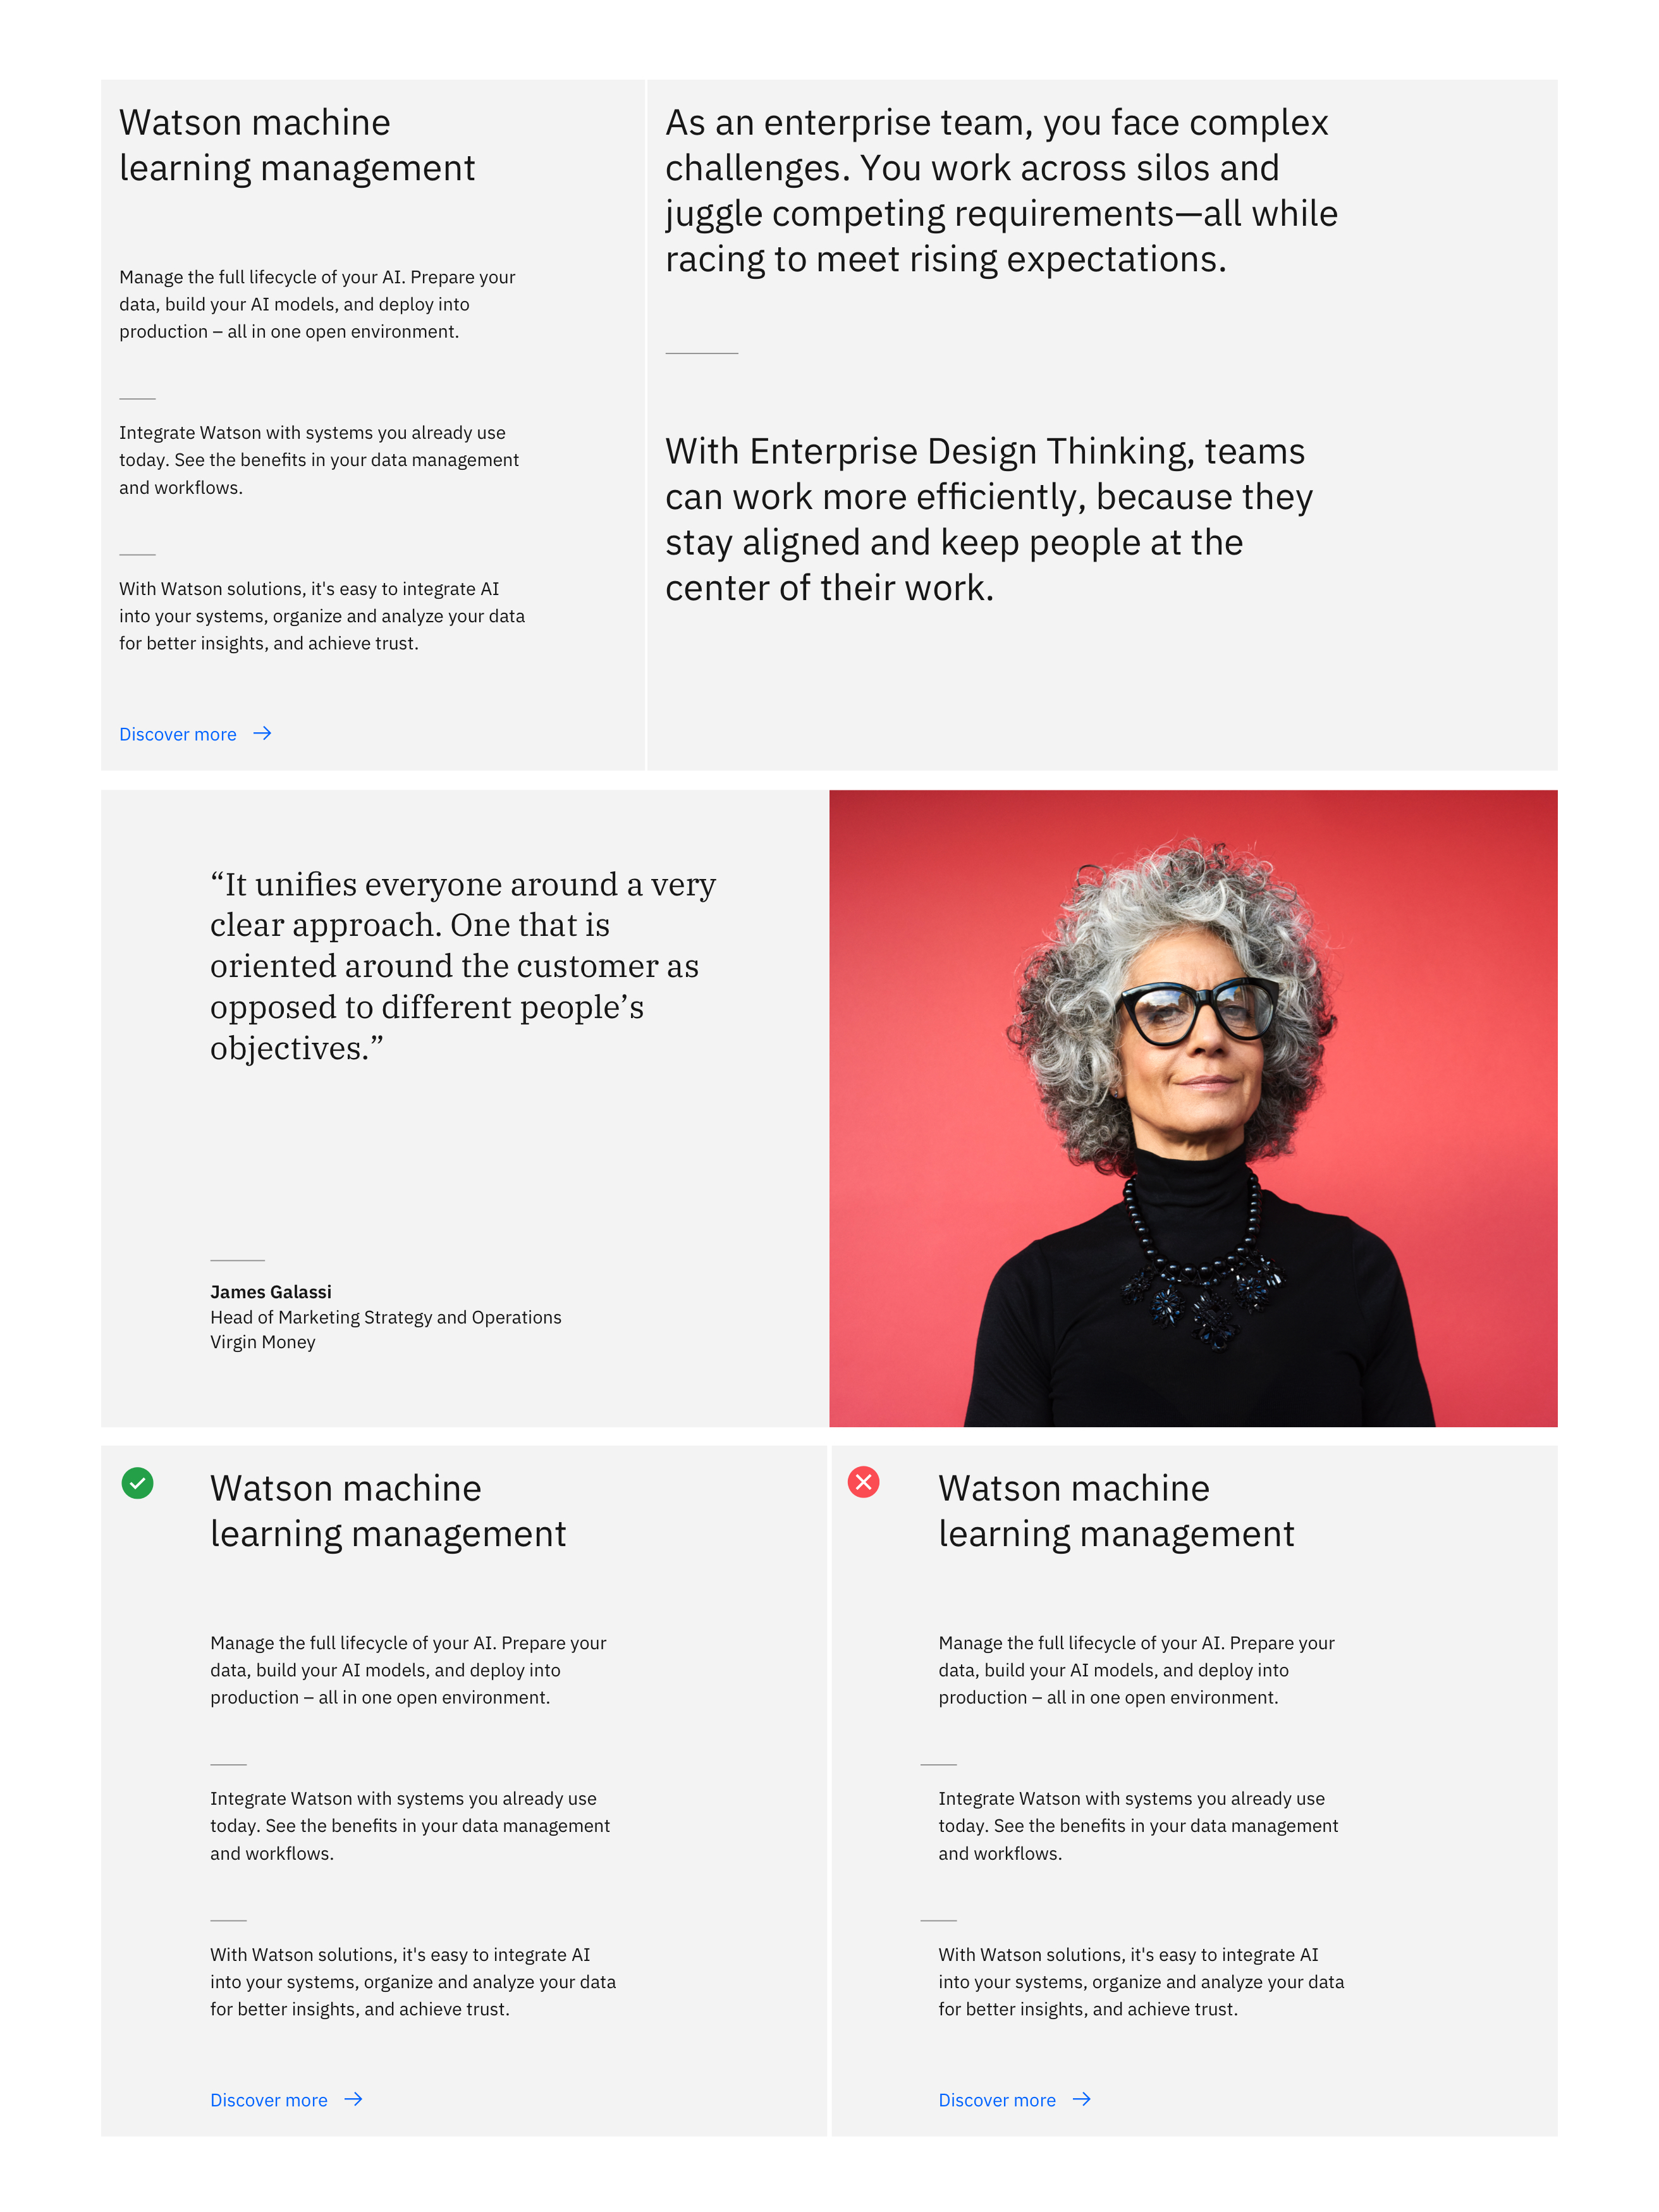 Watson machine
learning management
Manage the full lifecycle of your AI. Prepare your
data, build your AI models, and deploy into
production – all in one open environment.
Integrate Watson with systems you already use
today. See the benefits in your data management
and workflows.
With Watson solutions, it's easy to integrate AI
into your systems, organize and analyze your data
for better insights, and achieve trust.
Discover more
As an enterprise team, you face complex
challenges. You work across silos and
juggle competing requirements—all while
racing to meet rising expectations.
With Enterprise Design Thinking, teams
can work more efficiently, because they
stay aligned and keep people at the
center of their work.
“It unifies everyone around a very
clear approach. One that is
oriented around the customer as
opposed to different people’s
objectives.”
James Galassi
Head of Marketing Strategy and Operations
Virgin Money
Watson machine
learning management
Manage the full lifecycle of your AI. Prepare your
data, build your AI models, and deploy into
production – all in one open environment.
Integrate Watson with systems you already use
today. See the benefits in your data management
and workflows.
With Watson solutions, it's easy to integrate AI
into your systems, organize and analyze your data
for better insights, and achieve trust.
Discover more
Watson machine
learning management
Manage the full lifecycle of your AI. Prepare your
data, build your AI models, and deploy into
production – all in one open environment.
Integrate Watson with systems you already use
today. See the benefits in your data management
and workflows.
With Watson solutions, it's easy to integrate AI
into your systems, organize and analyze your data
for better insights, and achieve trust.
Discover more